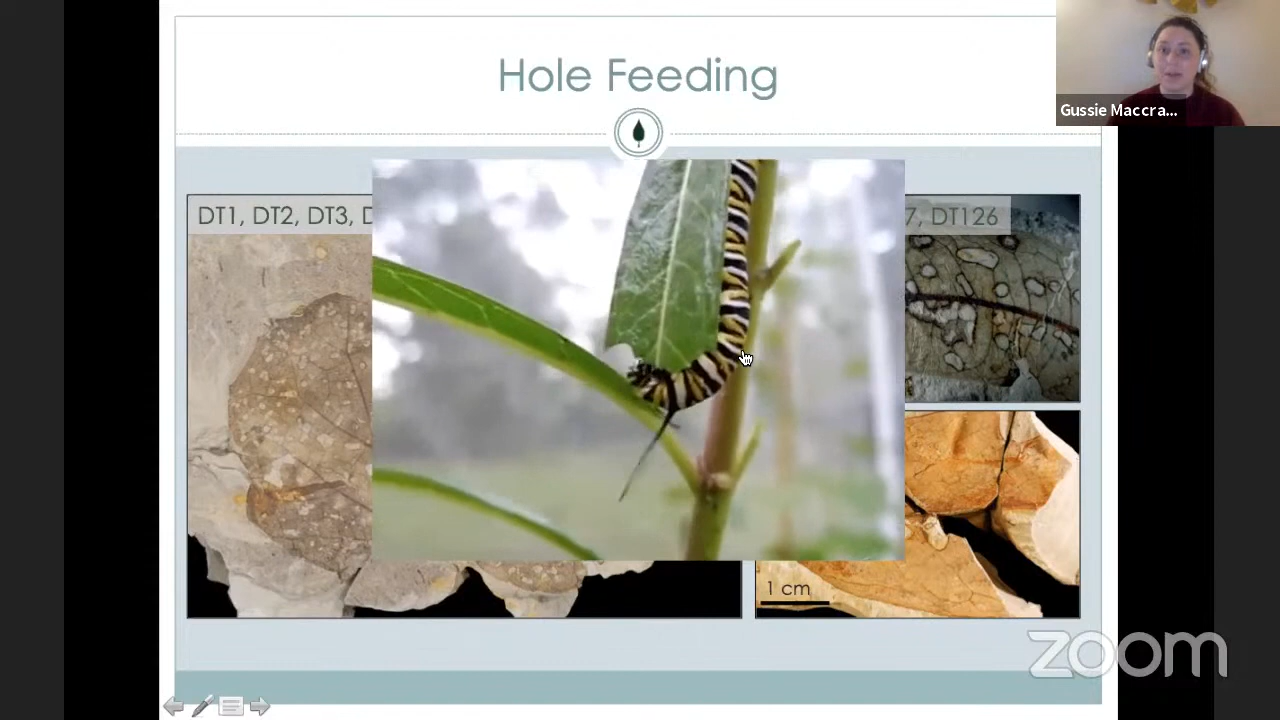 Hole Feeding
Gussie Maccra...
DT1, DT2, DT3, D
7, DT126
1 cm
zoom